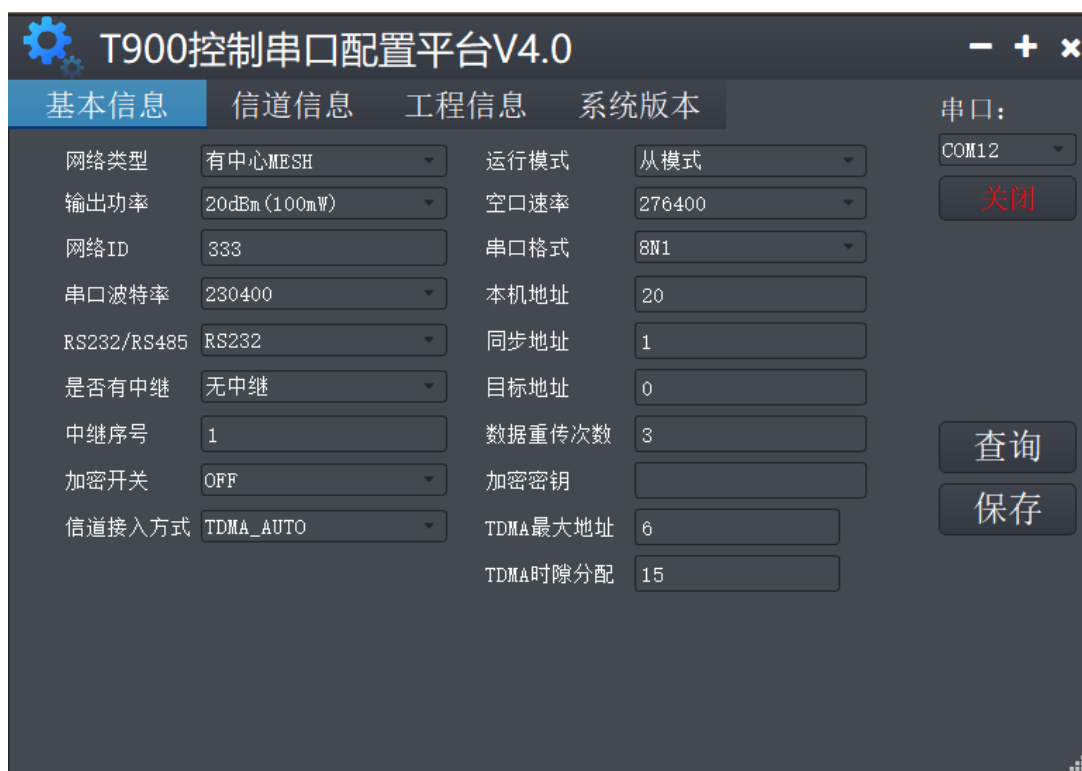 T900控制串口配置平台V4.0
基本信息 信道信息 工程信息 系统版本
串口：
COM12
关闭
网络类型 有中心MESH 运行模式 从模式
输出功率 20dBm(100mW) 空口速率 276400
网络ID 333 串口格式 8N1
串口波特率 230400 本机地址 20
RS232/RS485 RS232 同步地址 1
是否有中继 无中继 目标地址 0
中继序号 1 数据重传次数 3
加密开关 OFF 加密密钥
信道接入方式 TDMA_AUTO TDMA最大地址 6
TDMA时隙分配 15
查询
保存